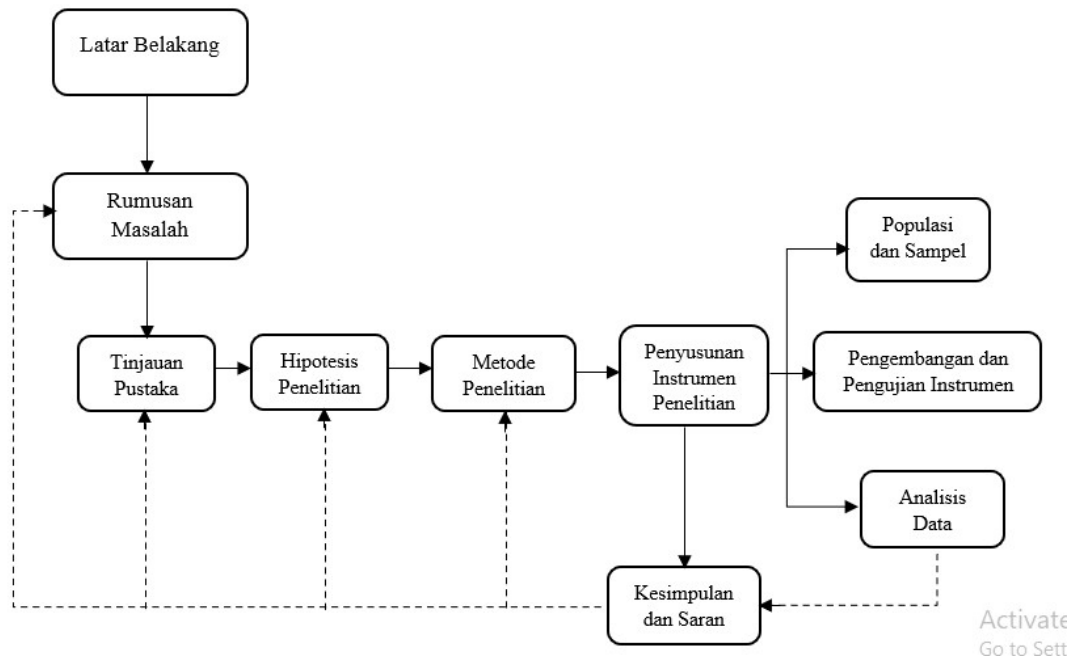 Latar Belakang
Rumusan
Masalah
Tinjauan
Pustaka
Hipotesis
Penelitian
Metode
Penelitian
Penyusunan
Instrumen
Penelitian
Populasi
dan Sampel
Pengembangan dan
Pengujian Instrumen
Analisis
Data
Kesimpulan
dan Saran
Activate
Go to Sett